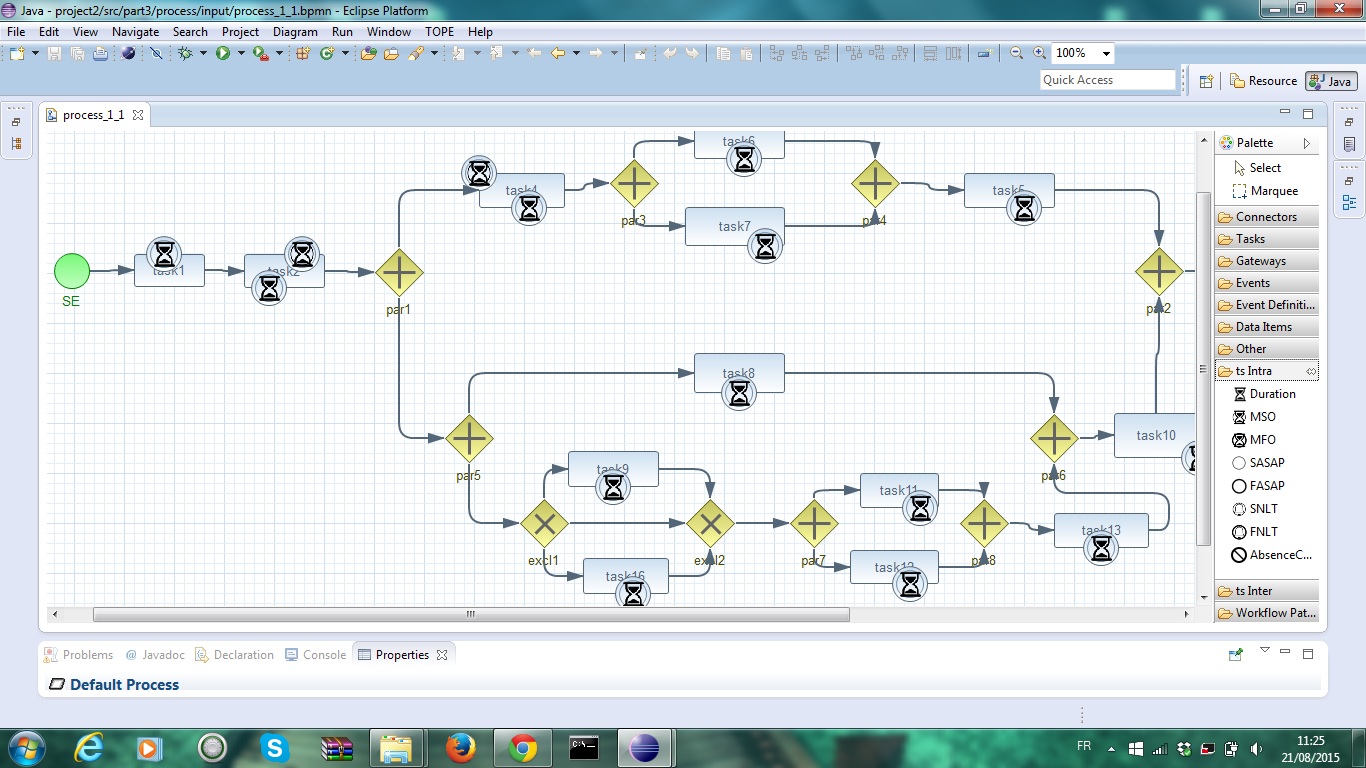 Java - project2/src/part3/process/input/process_1_1.bpmn - Eclipse Platform
File Edit View Navigate Search Project Diagram Run Window TOPE Help
100%
Quick Access
Resource
Java
process_1_1
task6
task4
par3
task7
par4
task5
SE
task1
task2
par1
par2
task8
par5
par6
task10
task9
excl1
excl2
task16
par7
task11
task12
par8
task13
Palette
Select
Marquee
Connectors
Tasks
Gateways
Events
Event Definiti...
Data Items
Other
ts Intra
Duration
MSO
MFO
SASAP
FASAP
SNLT
FNLT
AbsenceC...
ts Inter
Workflow Pat...
Problems @ Javadoc Declaration Console Properties
Default Process
FR
11:25
21/08/2015